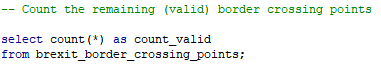 -- Count the remaining (valid) border crossing points
select count(*) as count_valid
from brexit_border_crossing_points;